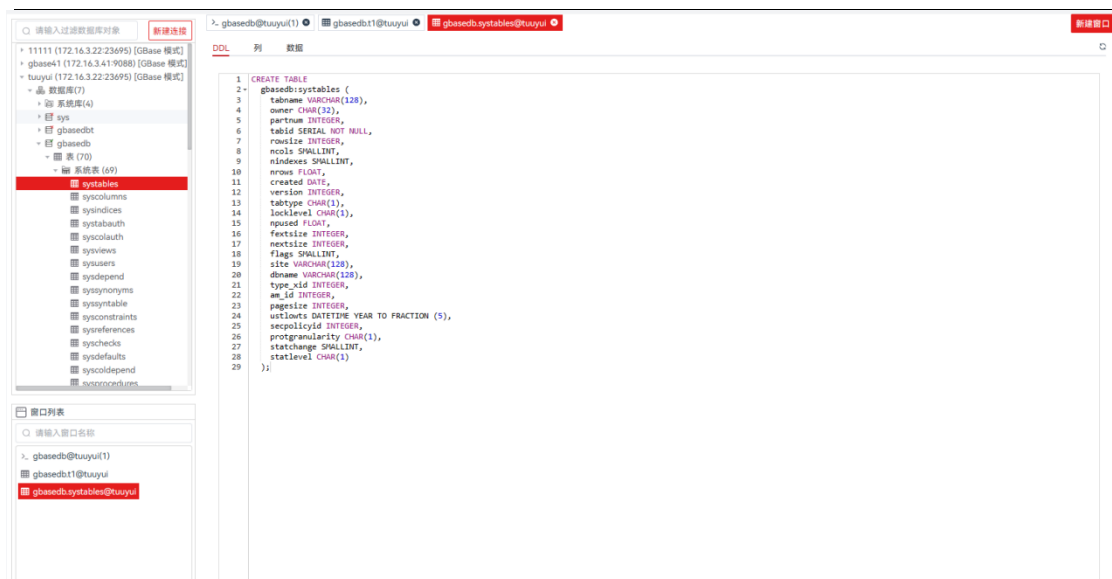 请输入过滤数据库对象
新建连接
11111 (172.16.3.22:23695) [GBase 模式]
gbase41 (172.16.3.41:9088) [GBase 模式]
tuuyui (172.16.3.22:23695) [GBase 模式]
数据库(7)
系统库(4)
sys
gbasedbt
gbasedb
表 (70)
系统表 (69)
systables
syscolumns
sysindices
systabauth
syscolauth
sysviews
sysusers
sysdepend
syssynonyms
syssyntable
sysconstraints
sysreferences
syschecks
sysdefaults
syscoldepend
sysprocedures
窗口列表
请输入窗口名称
gbasedb@tuuyui(1)
gbasedb.t1@tuuyui
gbasedb.systables@tuuyui
gbasedb@tuuyui(1)
gbasedb.t1@tuuyui
gbasedb.systables@tuuyui
新建窗口
DDL 列 数据
1 CREATE TABLE
2 gbasedb:systables (
3 tabname VARCHAR(128),
4 owner CHAR(32),
5 partnum INTEGER,
6 tabid SERIAL NOT NULL,
7 rowsize INTEGER,
8 ncols SMALLINT,
9 nindexes SMALLINT,
10 nrows FLOAT,
11 created DATE,
12 version INTEGER,
13 tabtype CHAR(1),
14 locklevel CHAR(1),
15 npused FLOAT,
16 fextsize INTEGER,
17 nextsize INTEGER,
18 flags SMALLINT,
19 site VARCHAR(128),
20 dbname VARCHAR(128),
21 type_xid INTEGER,
22 am_id INTEGER,
23 pagesize INTEGER,
24 ustlowts DATETIME YEAR TO FRACTION (5),
25 secpolicyid INTEGER,
26 protgranularity CHAR(1),
27 statchange SMALLINT,
28 statlevel CHAR(1)
29 );